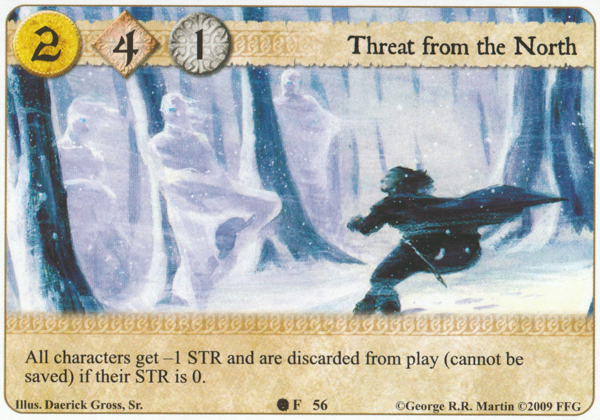 2 4 1 Threat from the North
All characters get –1 STR and are discarded from play (cannot be
saved) if their STR is 0.
Illus. Daerick Gross, Sr. F 56 ©George R.R. Martin ©2009 FFG